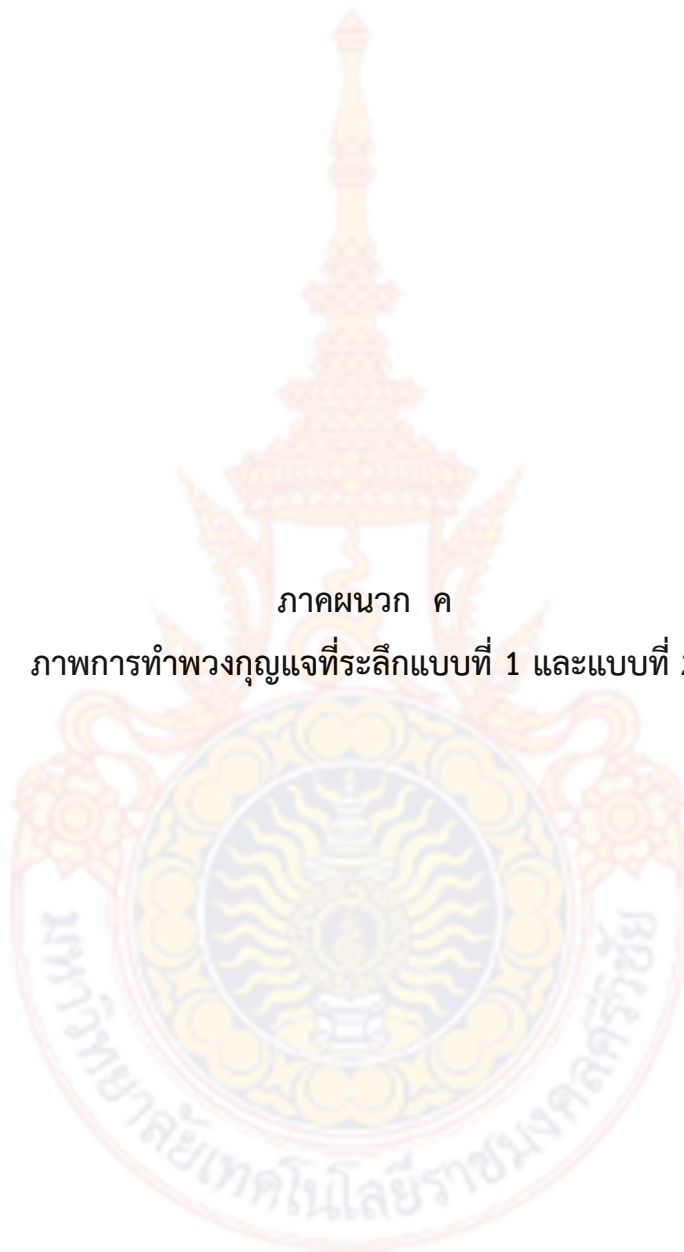 ภาคผนวก ค
ภาพการทำพวงกุญแจที่ระลึกแบบที่ 1 และแบบที่
มหาวิทยาลัยเทคโนโลยีราชมงคลศรีวิชัย